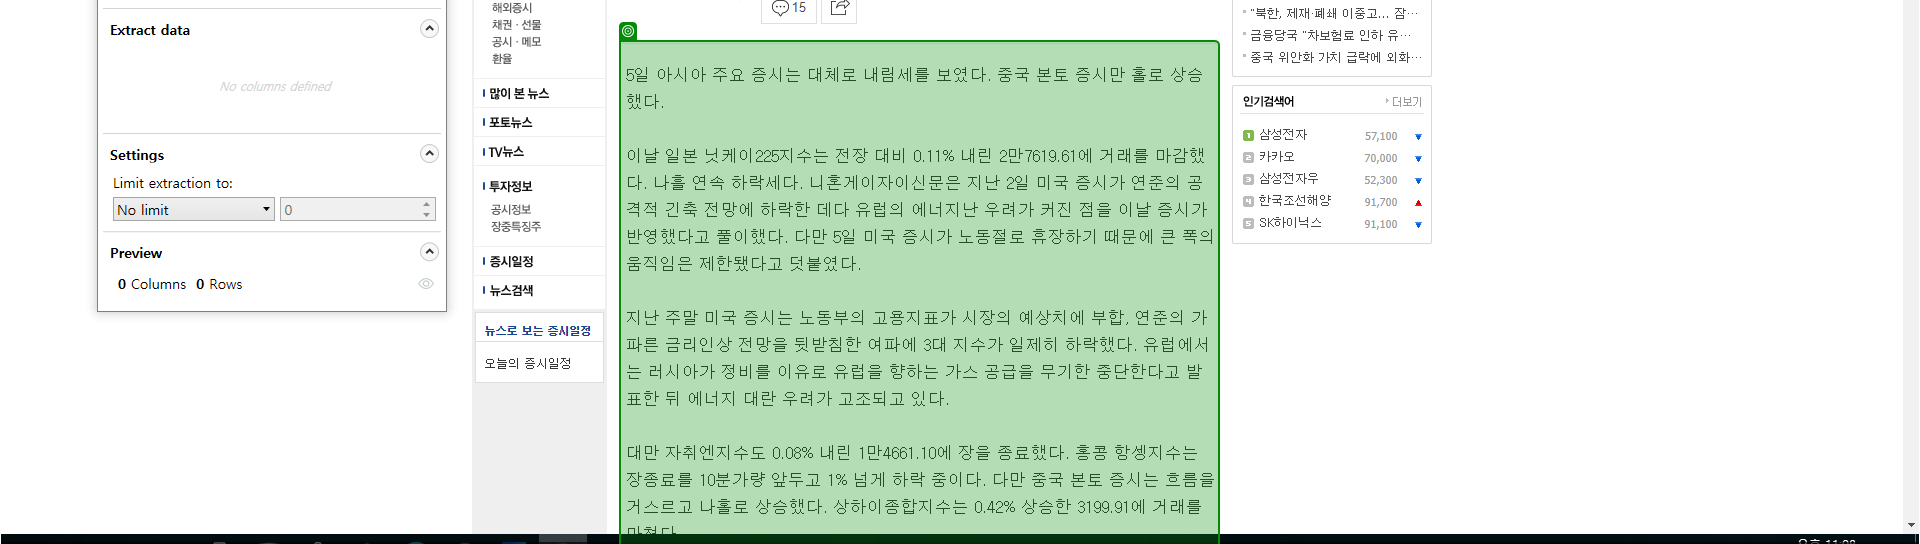 Extract data
No columns defined
Settings
Limit extraction to:
No limit
0
Preview
0 Columns 0 Rows
해외증시
채권 · 선물
공시 · 메모
환율
많이 본 뉴스
포토뉴스
TV뉴스
투자정보
공시정보
장중특징주
증시일정
뉴스검색
뉴스로 보는 증시일정
오늘의 증시일정
15
5일 아시아 주요 증시는 대체로 내림세를 보였다. 중국 본토 증시만 홀로 상승
했다.
이날 일본 닛케이225지수는 전장 대비 0.11% 내린 2만7619.61에 거래를 마감했
다. 나흘 연속 하락세다. 니혼게이자이신문은 지난 2일 미국 증시가 연준의 공
격적 긴축 전망에 하락한 데다 유럽의 에너지난 우려가 커진 점을 이날 증시가
반영했다고 풀이했다. 다만 5일 미국 증시가 노동절로 휴장하기 때문에 큰 폭의
움직임은 제한됐다고 덧붙였다.
지난 주말 미국 증시는 노동부의 고용지표가 시장의 예상치에 부합, 연준의 가
파른 금리인상 전망을 뒷받침한 여파에 3대 지수가 일제히 하락했다. 유럽에서
는 러시아가 정비를 이유로 유럽을 향하는 가스 공급을 무기한 중단한다고 발
표한 뒤 에너지 대란 우려가 고조되고 있다.
대만 자취엔지수도 0.08% 내린 1만4661.10에 장을 종료했다. 홍콩 항셍지수는
장종료를 10분가량 앞두고 1% 넘게 하락 중이다. 다만 중국 본토 증시는 흐름을
거스르고 나홀로 상승했다. 상하이종합지수는 0.42% 상승한 3199.91에 거래를
"북한, 제재·폐쇄 이중고... 잠…
금융당국 "차보험료 인하 유…
중국 위안화 가치 급락에 외화…
인기검색어
더보기
1 삼성전자 57,100
2 카카오 70,000
3 삼성전자우 52,300
4 한국조선해양 91,700
5 SK하이닉스 91,100